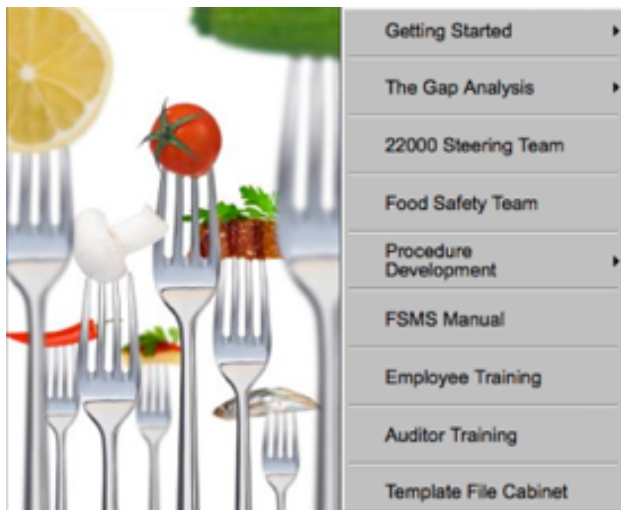 Getting Started
The Gap Analysis
22000 Steering Team
Food Safety Team
Procedure
Development
FSMS Manual
Employee Training
Auditor Training
Template File Cabinet